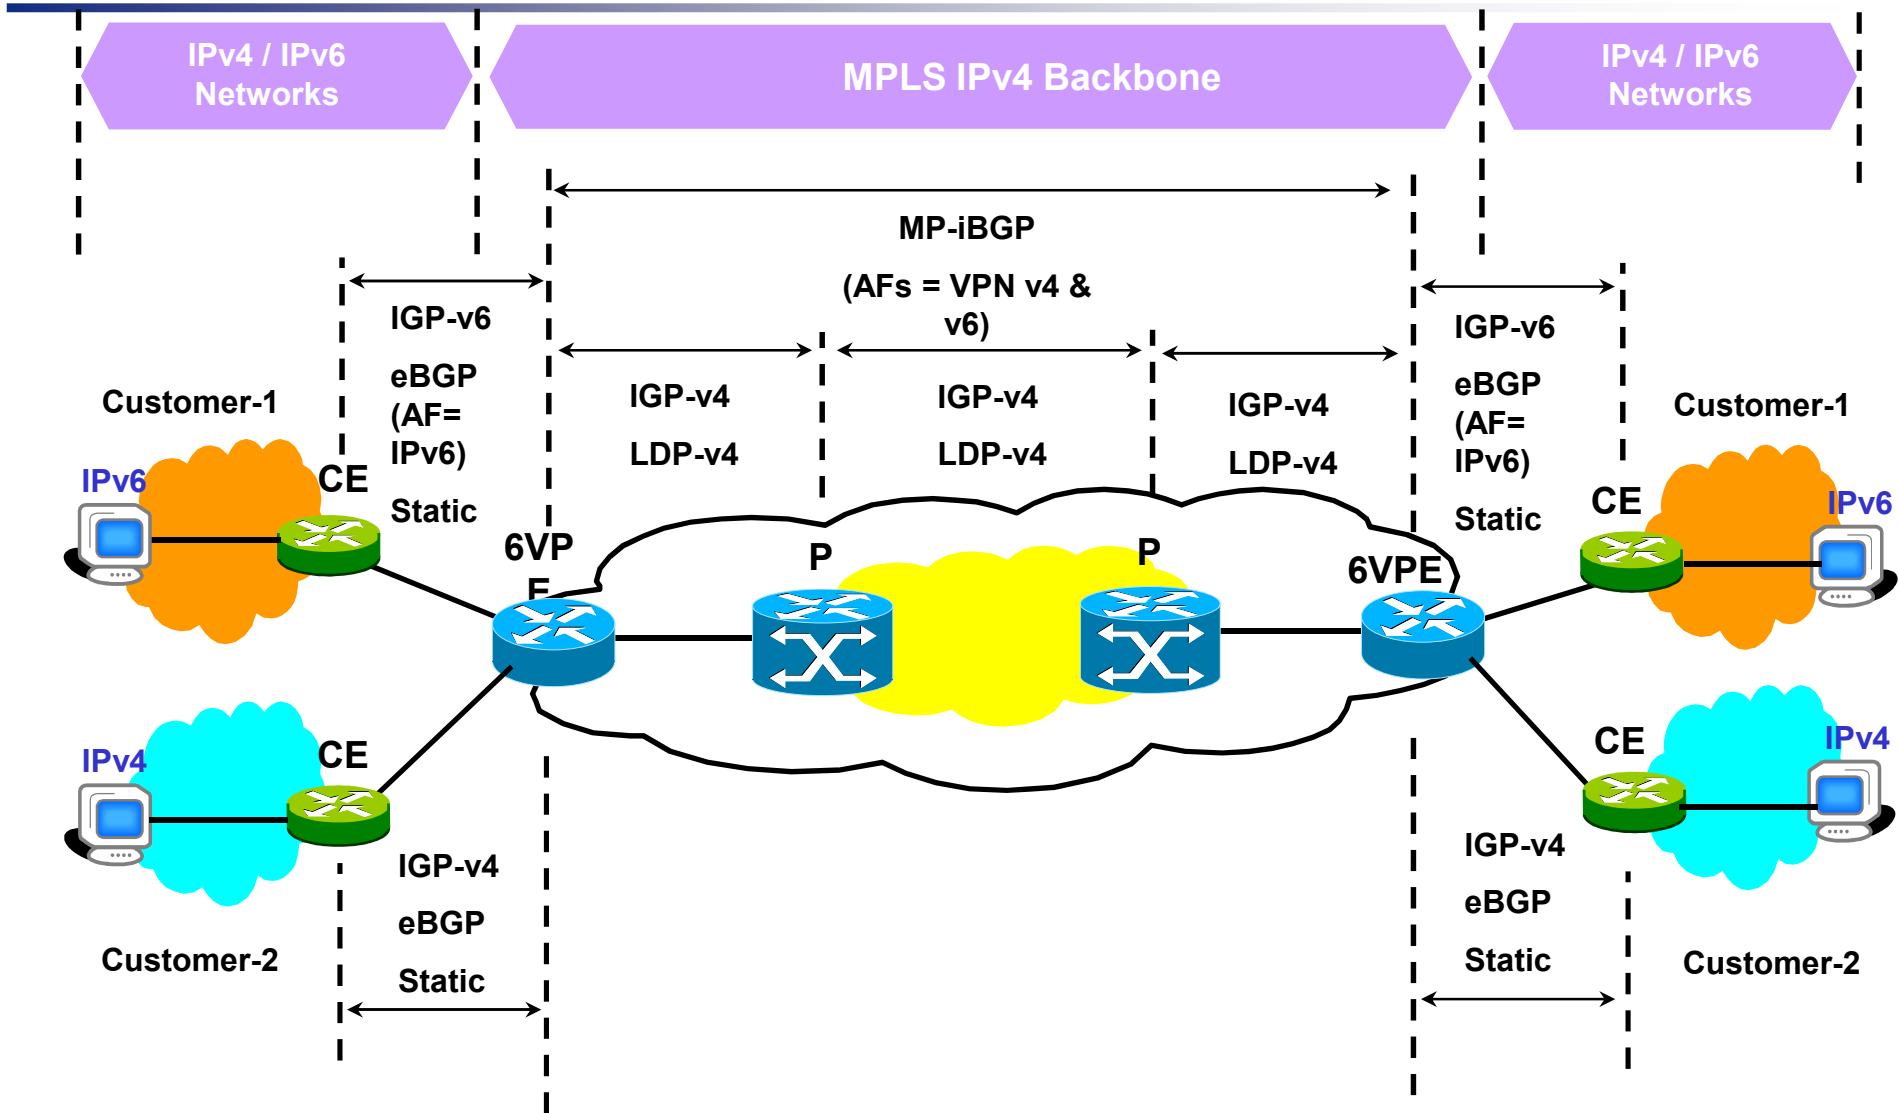 IPv4 / IPv6
Networks
MPLS IPv4 Backbone
IPv4 / IPv6
Networks
MP-iBGP
(AFs = VPN v4 &
v6)
IGP-v6
eBGP
(AF=
IPv6)
Static
IGP-v4
LDP-v4
IGP-v4
LDP-v4
IGP-v4
LDP-v4
IGP-v6
eBGP
(AF=
IPv6)
Static
Customer-1
IPv6
CE
6VP
E
P
P
6VPE
CE
Customer-1
IPv6
IPv4
CE
IGP-v4
eBGP
Static
Customer-2
CE
IPv4
IGP-v4
eBGP
Static
Customer-2